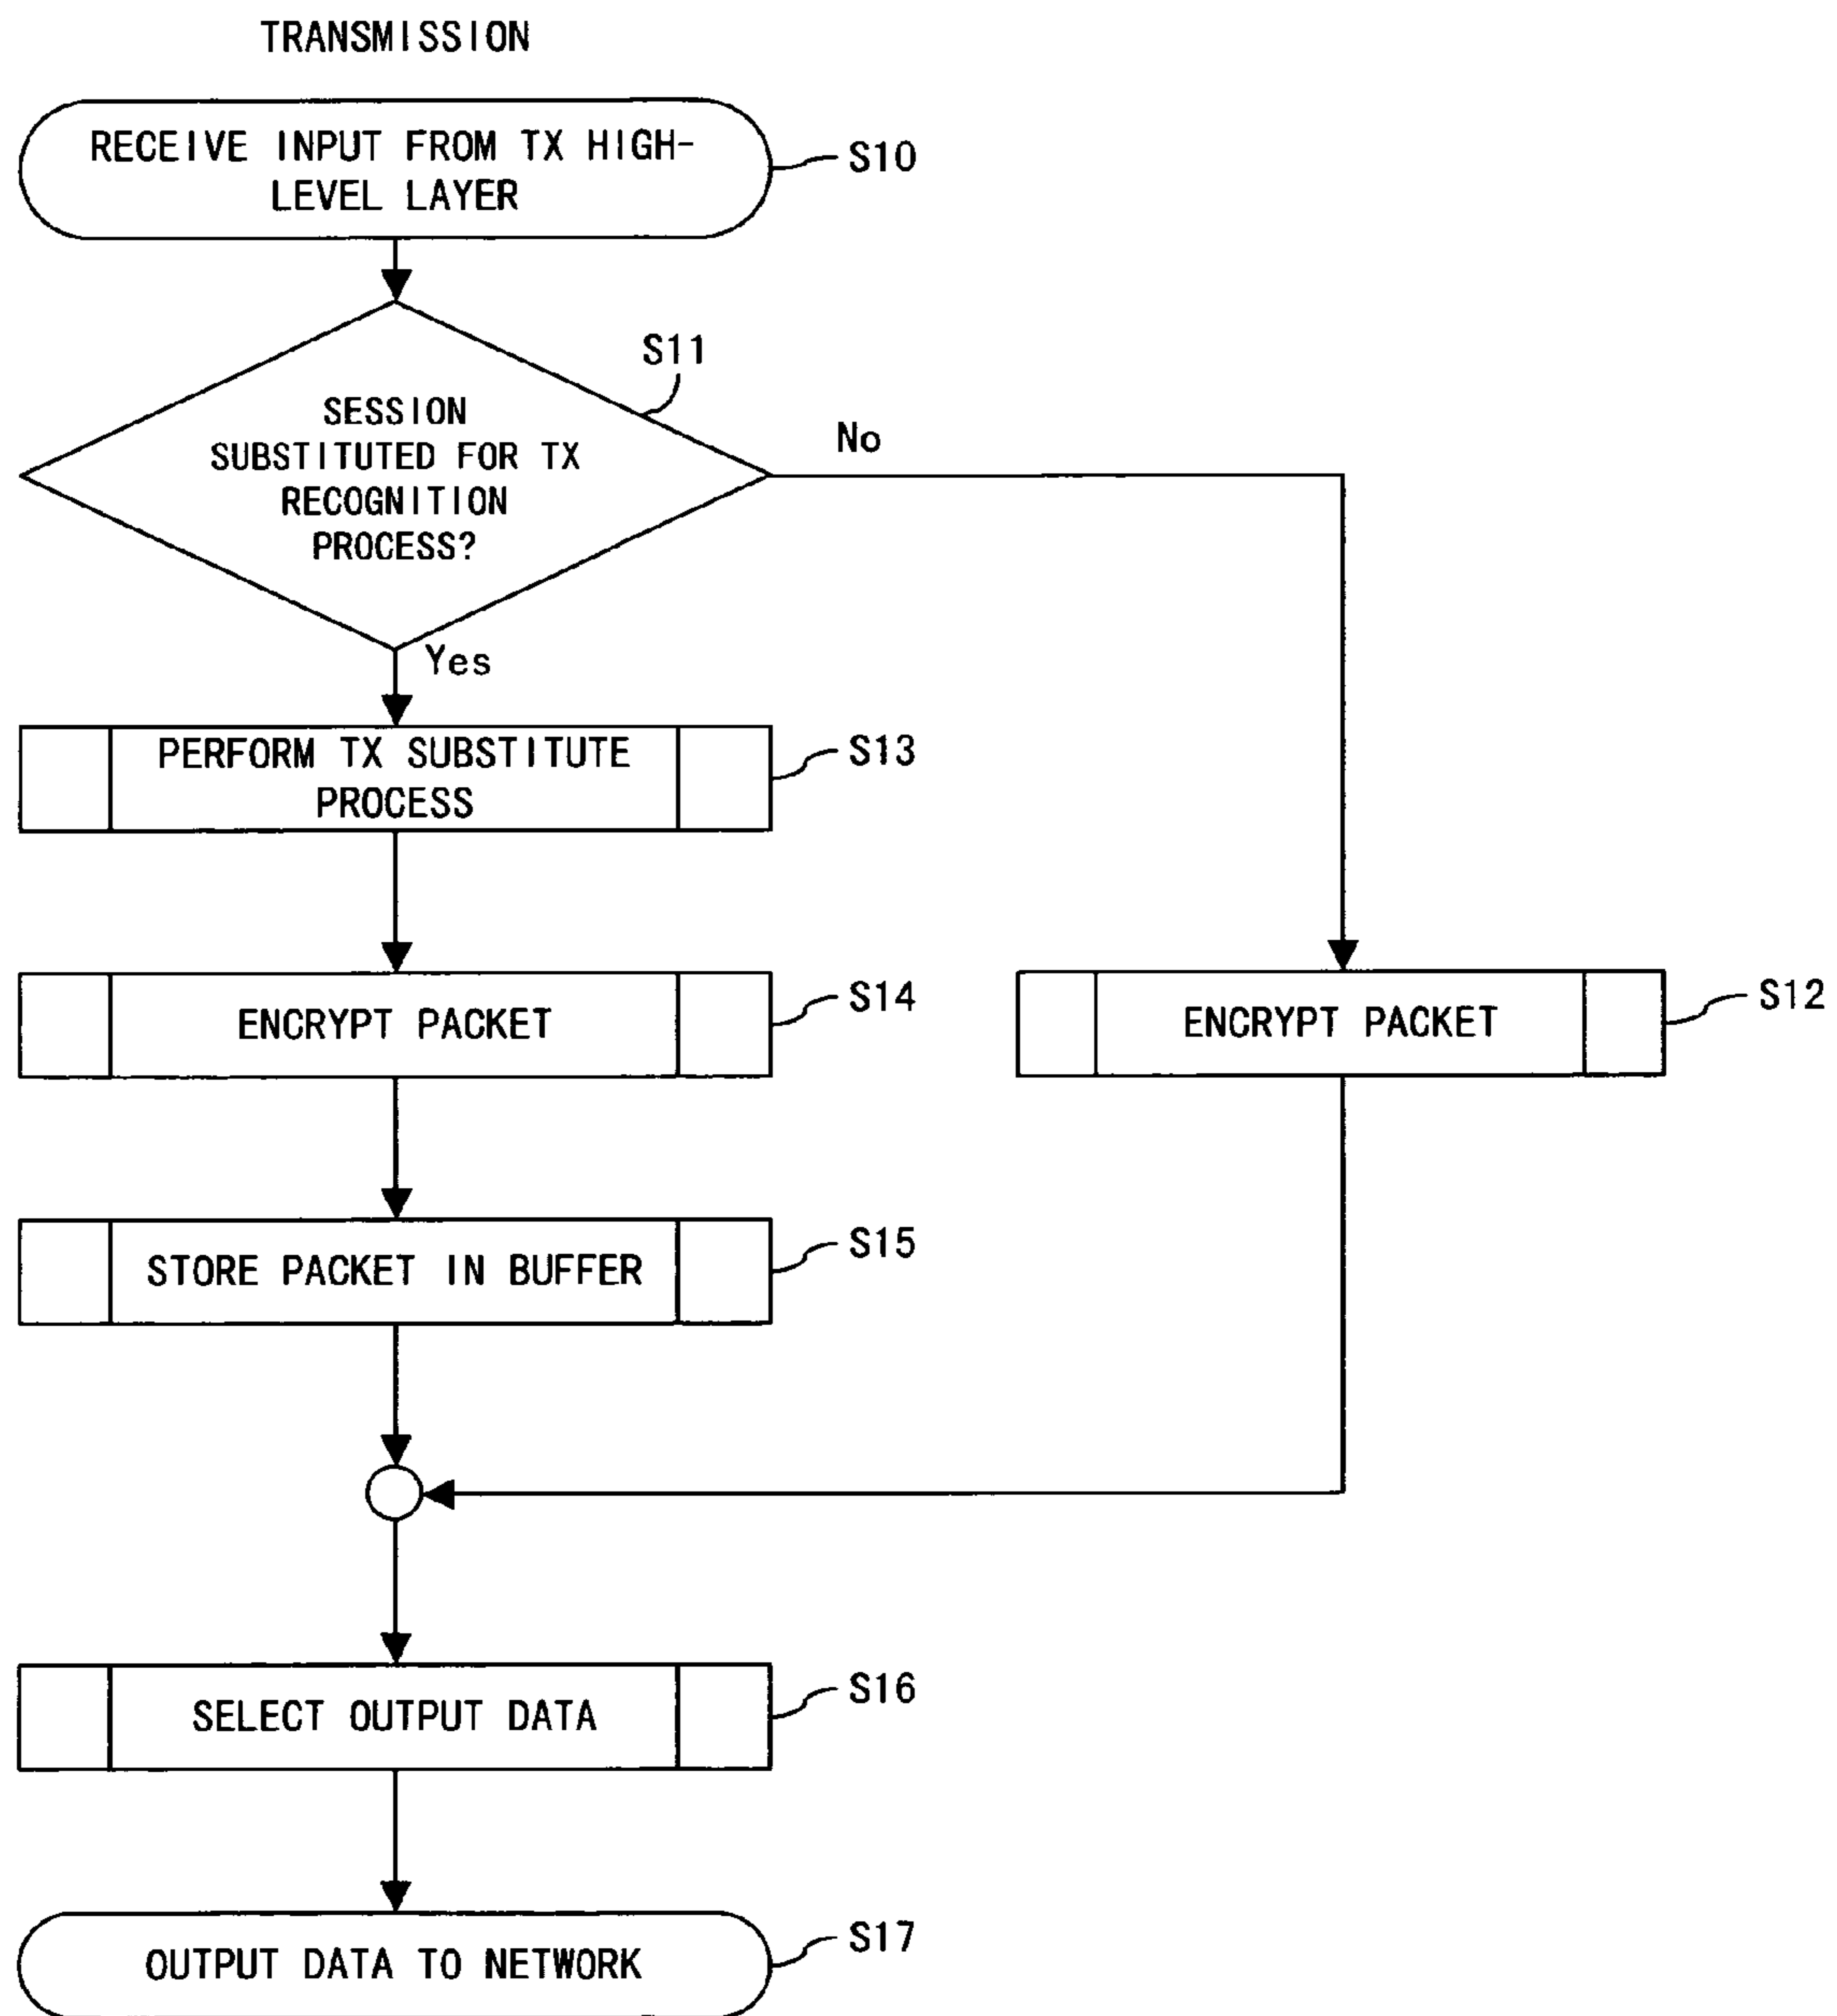 TRANSMISSION
RECEIVE INPUT FROM TX HIGH-
LEVEL LAYER
S10
S11
SESSION
SUBSTITUTED FOR TX
RECOGNITION
PROCESS?
No
Yes
PERFORM TX SUBSTITUTE
PROCESS
S13
ENCRYPT PACKET
S14
ENCRYPT PACKET
S12
STORE PACKET IN BUFFER
S15
SELECT OUTPUT DATA
S16
OUTPUT DATA TO NETWORK
S17